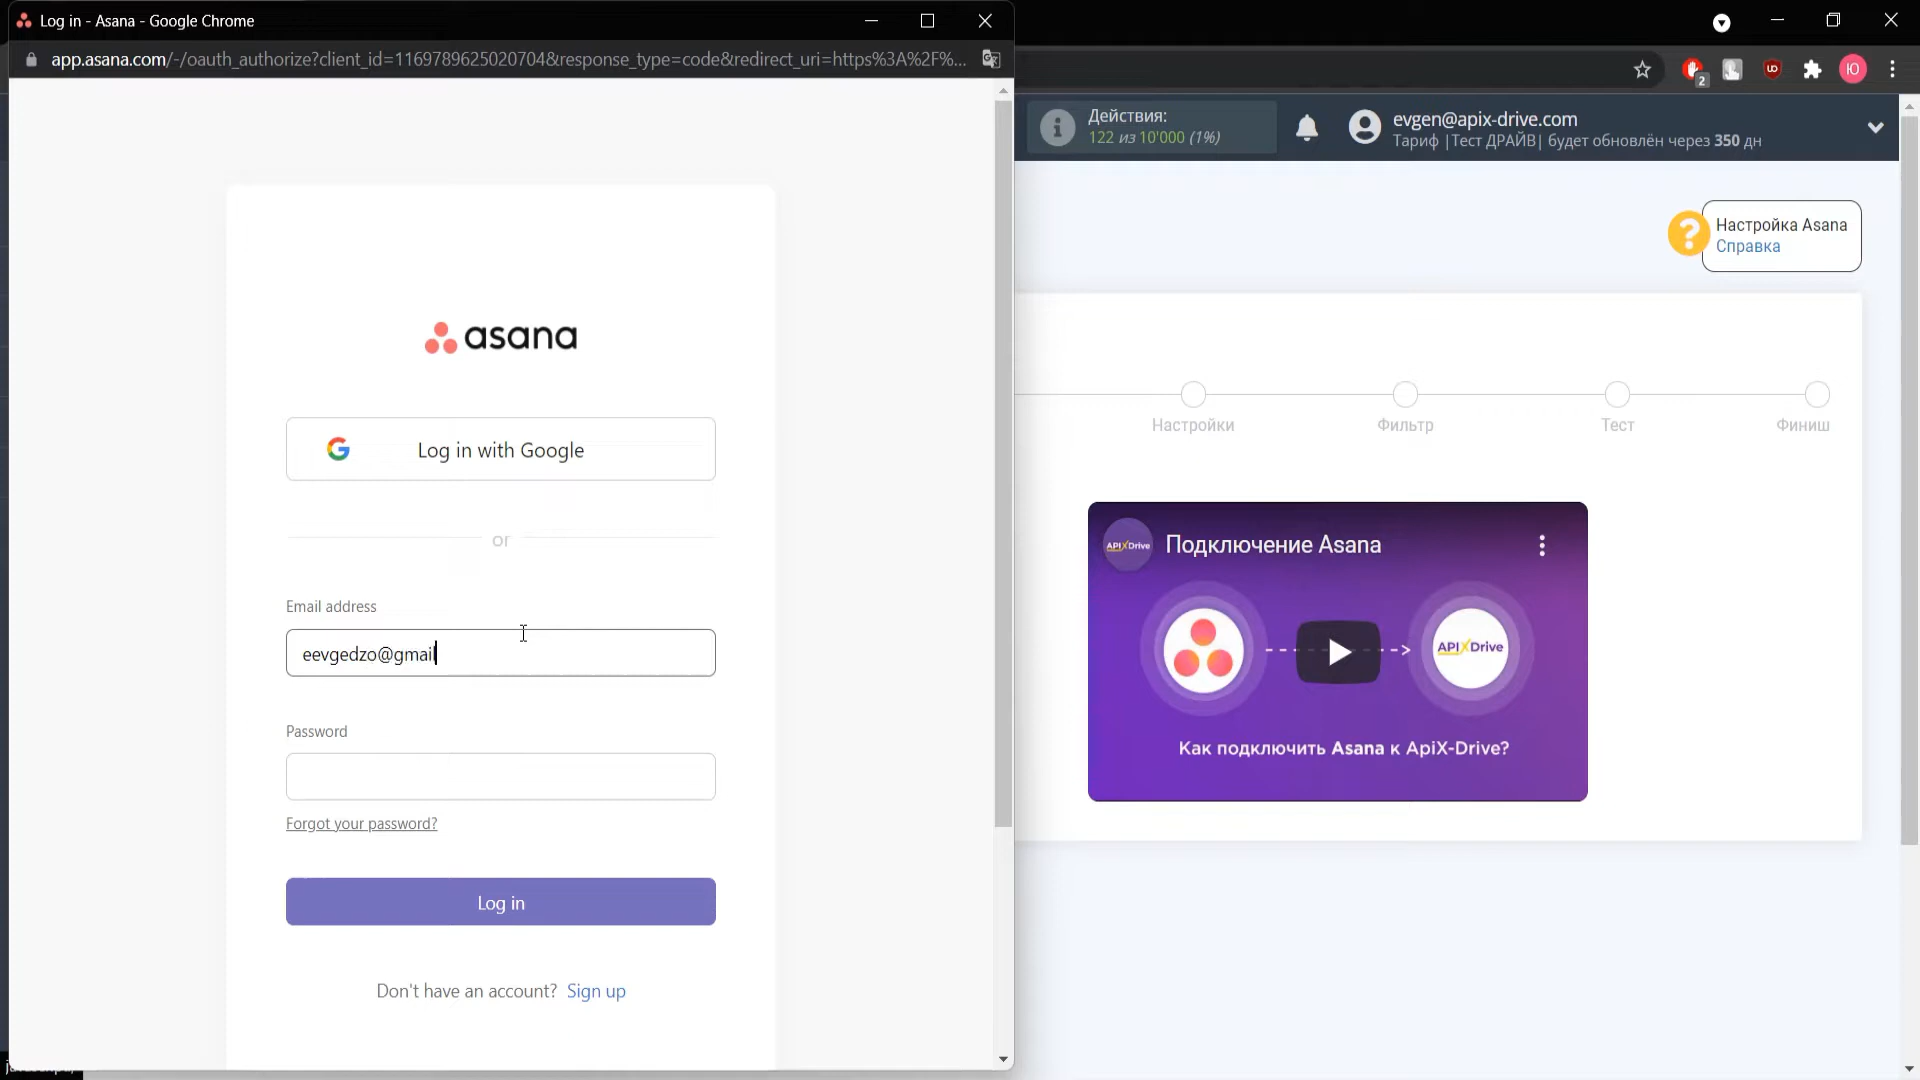 Log in - Asana - Google Chrome
app.asana.com/-/oauth_authorize?client_id=1169789625020704&response_type=code&redirect_uri=https%3A%2F%...
asana
Log in with Google
or
Email address
eevgedzo@gmail
Password
Forgot your password?
Log in
Don't have an account? Sign up
2
Ю
Действия:
122 из 10'000 (1%)
evgen@apix-drive.com
Тариф |Тест ДРАЙВ| будет обновлён через 350 дн
? Настройка Asana
Справка
Настройки
Фильтр
Тест
Финиш
APIXDrive
Подключение Asana
APIXDrive
Как подключить Asana к ApiX-Drive?